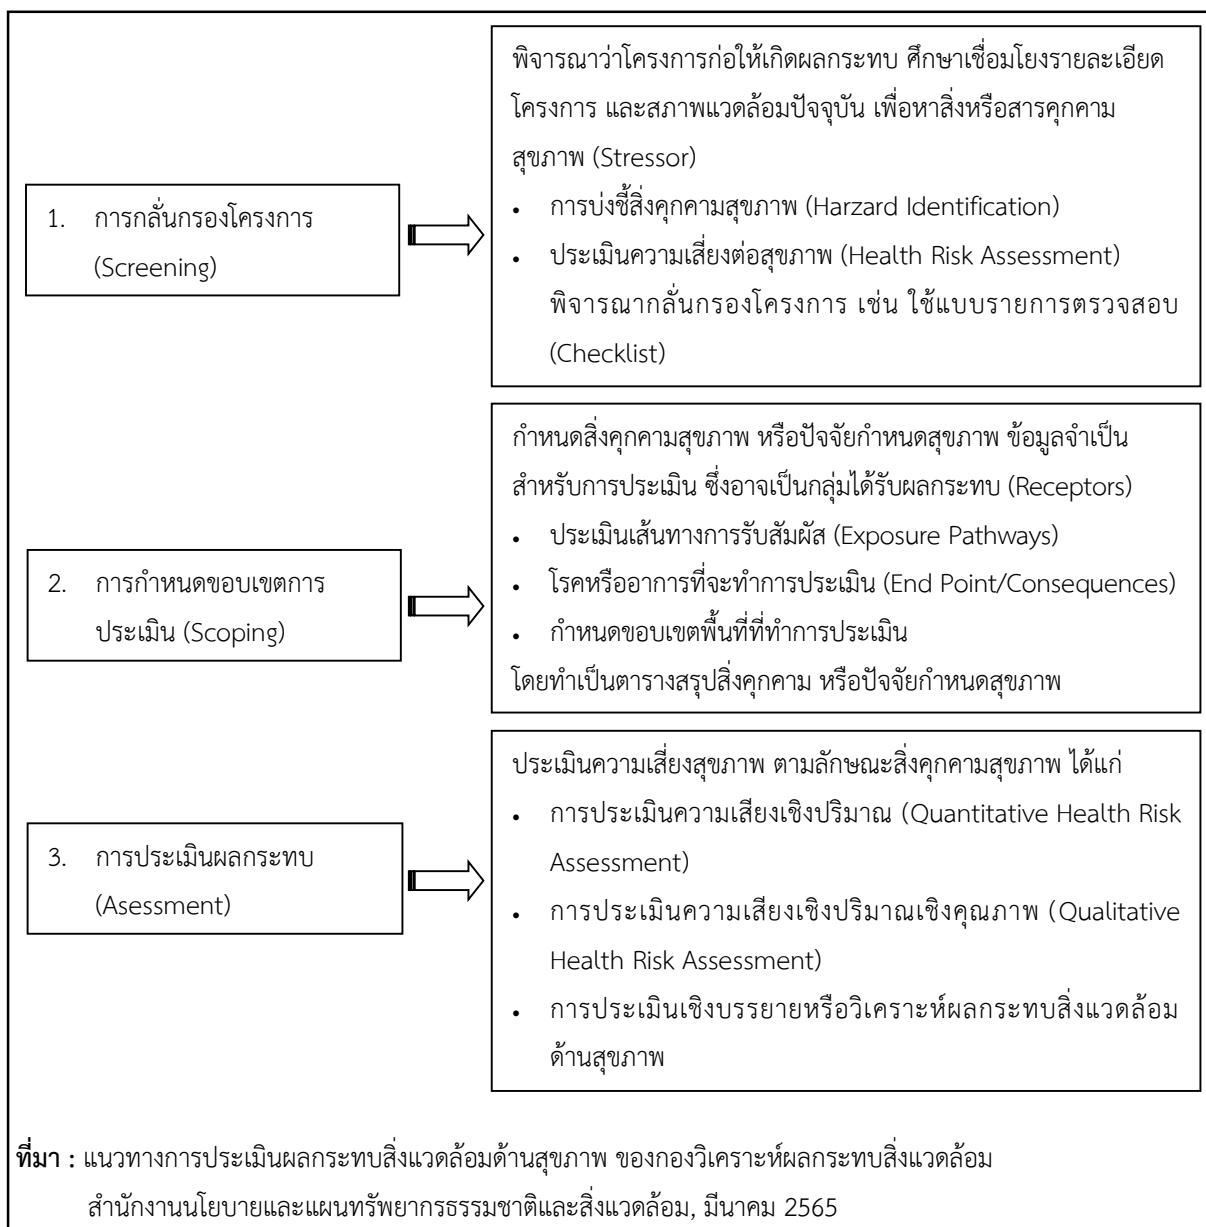 พิจารณาว่าโครงการก่อให้เกิดผลกระทบ ศึกษาเชื่อมโยงรายละเอียด
โครงการ และสภาพแวดล้อมปัจจุบัน เพื่อหาสิ่งหรือสารคุกคาม
สุขภาพ (Stressor)
1. การกลั่นกรองโครงการ
(Screening)
• การบ่งชี้สิ่งคุกคามสุขภาพ (Harzard Identification)
• ประเมินความเสี่ยงต่อสุขภาพ (Health Risk Assessment)
พิจารณากลั่นกรองโครงการ เช่น ใช้แบบรายการตรวจสอบ
(Checklist)
กำหนดสิ่งคุกคามสุขภาพ หรือปัจจัยกำหนดสุขภาพ ข้อมูลจำเป็น
สำหรับการประเมิน ซึ่งอาจเป็นกลุ่มได้รับผลกระทบ (Receptors)
2. การกำหนดขอบเขตการ
ประเมิน (Scoping)
• ประเมินเส้นทางการรับสัมผัส (Exposure Pathways)
• โรคหรืออาการที่จะทำการประเมิน (End Point/Consequences)
• กำหนดขอบเขตพื้นที่ที่ทำการประเมิน
โดยทำเป็นตารางสรุปสิ่งคุกคาม หรือปัจจัยกำหนดสุขภาพ
ประเมินความเสี่ยงสุขภาพ ตามลักษณะสิ่งคุกคามสุขภาพ ได้แก่
3. การประเมินผลกระทบ
(Asessment)
• การประเมินความเสียงเชิงปริมาณ (Quantitative Health Risk
Assessment)
• การประเมินความเสียงเชิงปริมาณเชิงคุณภาพ (Qualitative
Health Risk Assessment)
• การประเมินเชิงบรรยายหรือวิเคราะห์ผลกระทบสิ่งแวดล้อม
ด้านสุขภาพ
ที่มา : แนวทางการประเมินผลกระทบสิ่งแวดล้อมด้านสุขภาพ ของกองวิเคราะห์ผลกระทบสิ่งแวดล้อม
สำนักงานนโยบายและแผนทรัพยากรธรรมชาติและสิ่งแวดล้อม, มีนาคม 2565